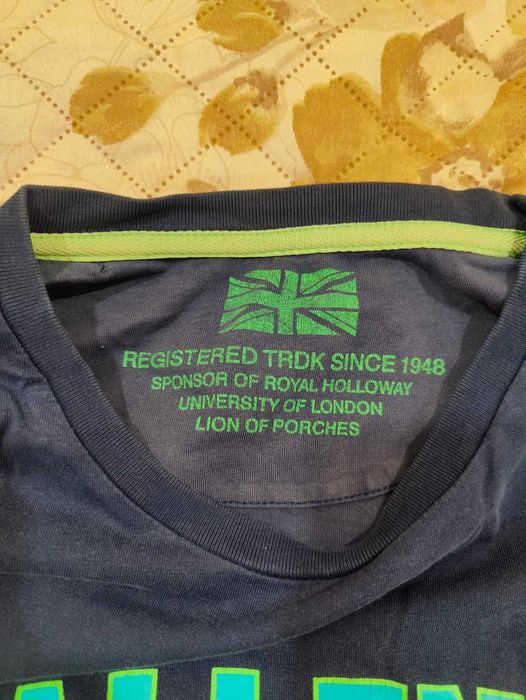 REGISTERED TRDK SINCE 1948
SPONSOR OF ROYAL HOLLOWAY
UNIVERSITY OF LONDON
LION OF PORCHES